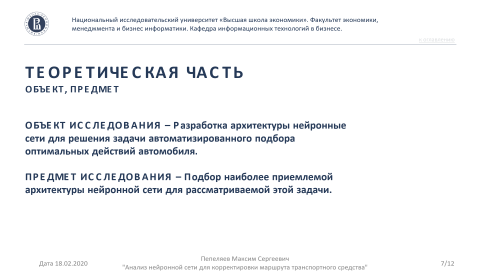 Национальный исследовательский университет «Высшая школа экономики». Факультет экономики,
менеджмента и бизнес информатики. Кафедра информационных технологий в бизнесе.
ТЕОРЕТИЧЕСКАЯ ЧАСТЬ
ОБЪЕКТ, ПРЕДМЕТ
ОБЪЕКТ ИССЛЕДОВАНИЯ – Разработка архитектуры нейронные
сети для решения задачи автоматизированного подбора
оптимальных действий автомобиля.
ПРЕДМЕТ ИССЛЕДОВАНИЯ – Подбор наиболее приемлемой
архитектуры нейронной сети для рассматриваемой этой задачи.
Пепеляев Максим Сергеевич
Дата 18.02.2020
"Анализ нейронной сети для корректировки маршрута транспортного средства"
7/12